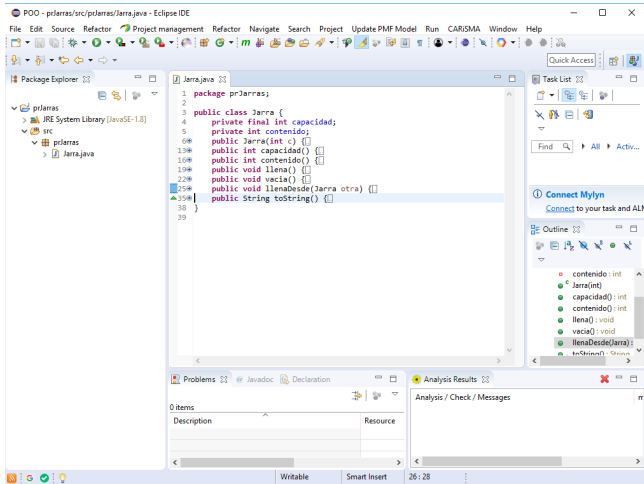 POO - prJarras/src/prJarras/Jarra.java - Eclipse IDE
File Edit Source Refactor Project management Refactor Navigate Search Project Update PMF Model Run CARiSMA Window Help
Quick Access
Package Explorer
prJarras
JRE System Library [JavaSE-1.8]
src
prJarras
Jarra.java
Jarra.java
1 package prJarras;
2
3 public class Jarra {
4 private final int capacidad;
5 private int contenido;
6 public Jarra(int c) {
13 public int capacidad() {
16 public int contenido() {
19 public void llena() {
22 public void vacia() {
25 public void llenaDesde(Jarra otra) {
35 public String toString() {
38 }
39
Task List
Find All Activ...
Connect Mylyn
Connect to your task and ALM
Outline
contenido : int
Jarra(int)
capacidad() : int
contenido() : int
llena() : void
vacia() : void
llenaDesde(Jarra) :
toString() : String
Problems Javadoc Declaration
0 items
Description Resource
Analysis Results
Analysis / Check / Messages m
Writable Smart Insert 26 : 28